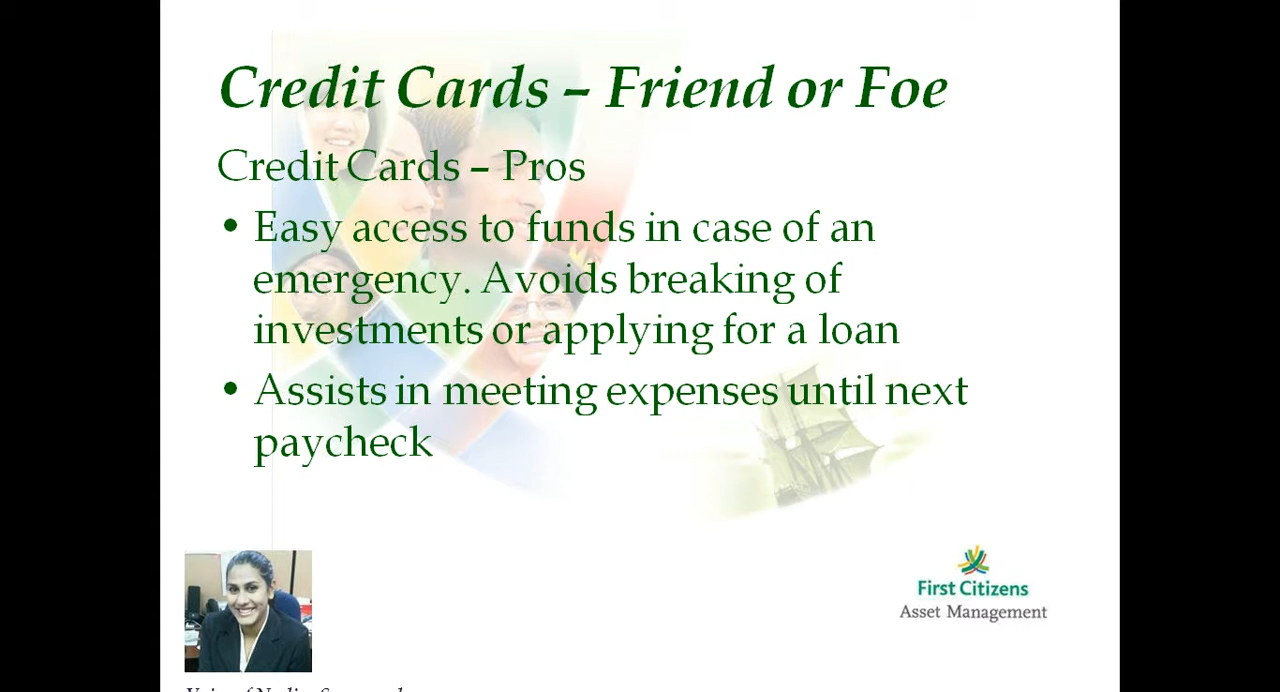 Credit Cards – Friend or Foe
Credit Cards – Pros
• Easy access to funds in case of an
emergency. Avoids breaking of
investments or applying for a loan
• Assists in meeting expenses until next
paycheck
First Citizens
Asset Management